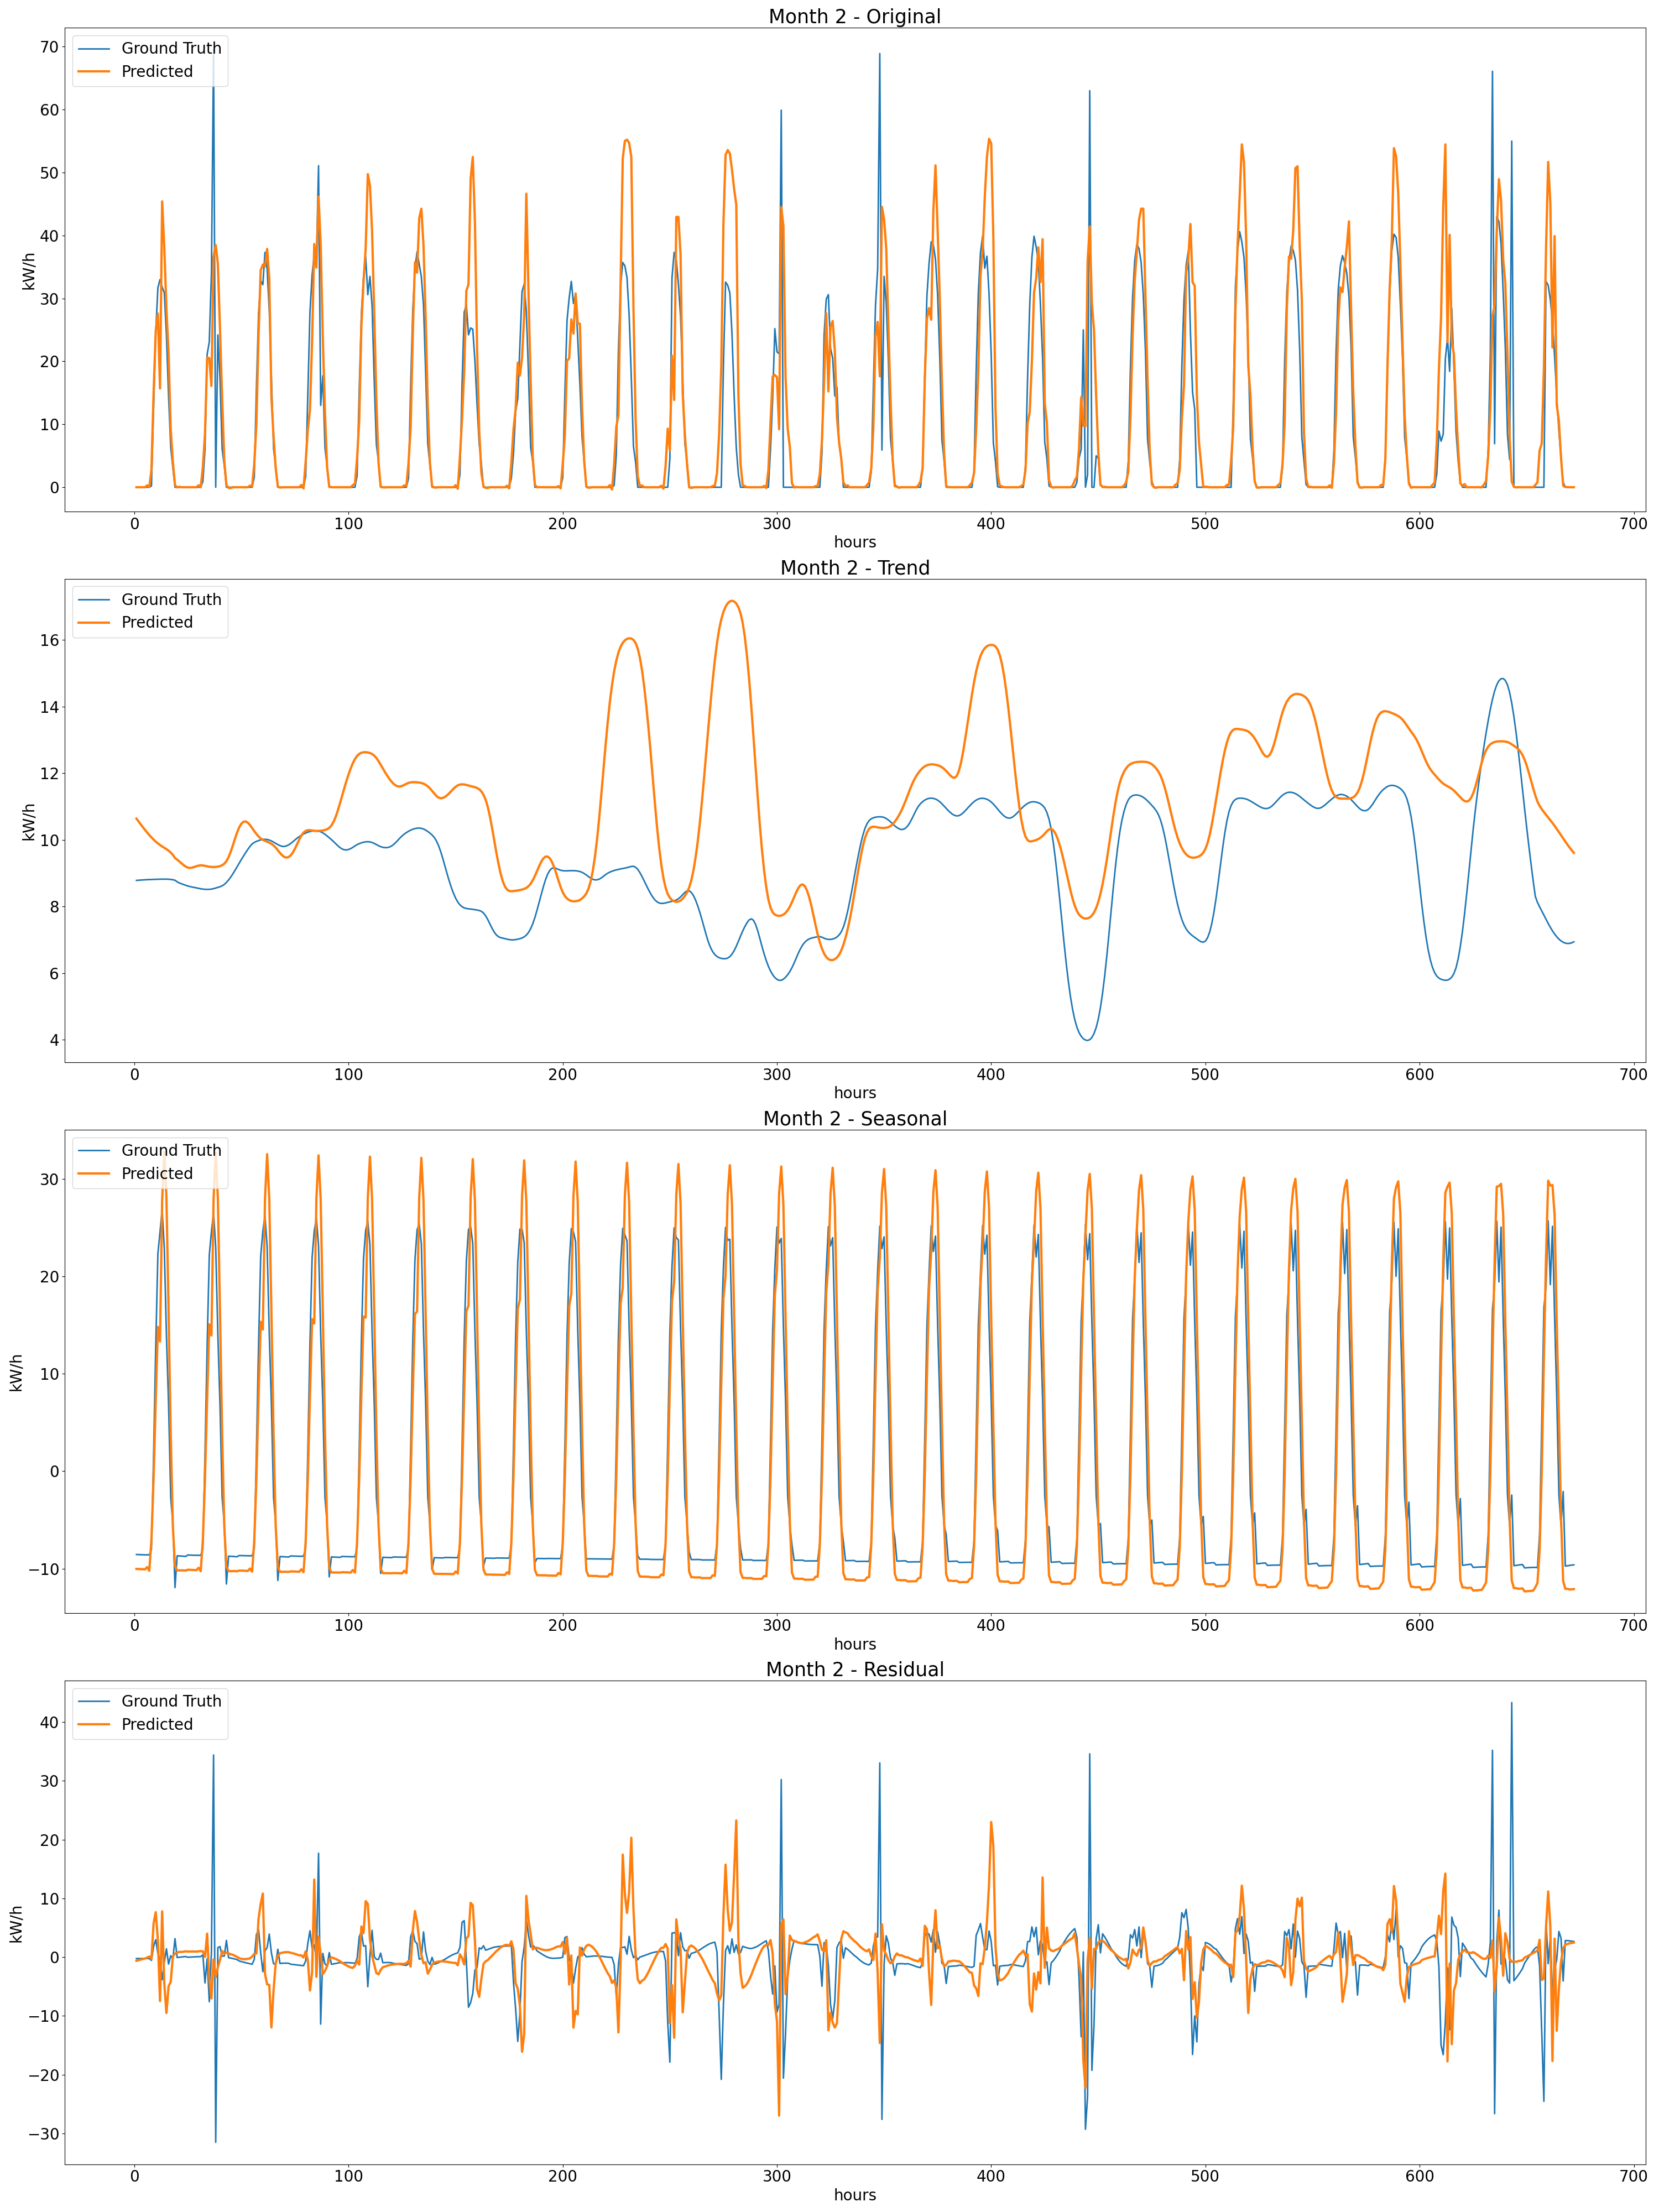 Month 2 - Original
Ground Truth
Predicted
70
60
50
40
30
20
10
0
kW/h
0 100 200 300 400 500 600 700
hours
Month 2 - Trend
Ground Truth
Predicted
16
14
12
10
8
6
4
kW/h
0 100 200 300 400 500 600 700
hours
Month 2 - Seasonal
Ground Truth
Predicted
30
20
10
0
−10
kW/h
0 100 200 300 400 500 600 700
hours
Month 2 - Residual
Ground Truth
Predicted
40
30
20
10
0
−10
−20
−30
kW/h
0 100 200 300 400 500 600 700
hours